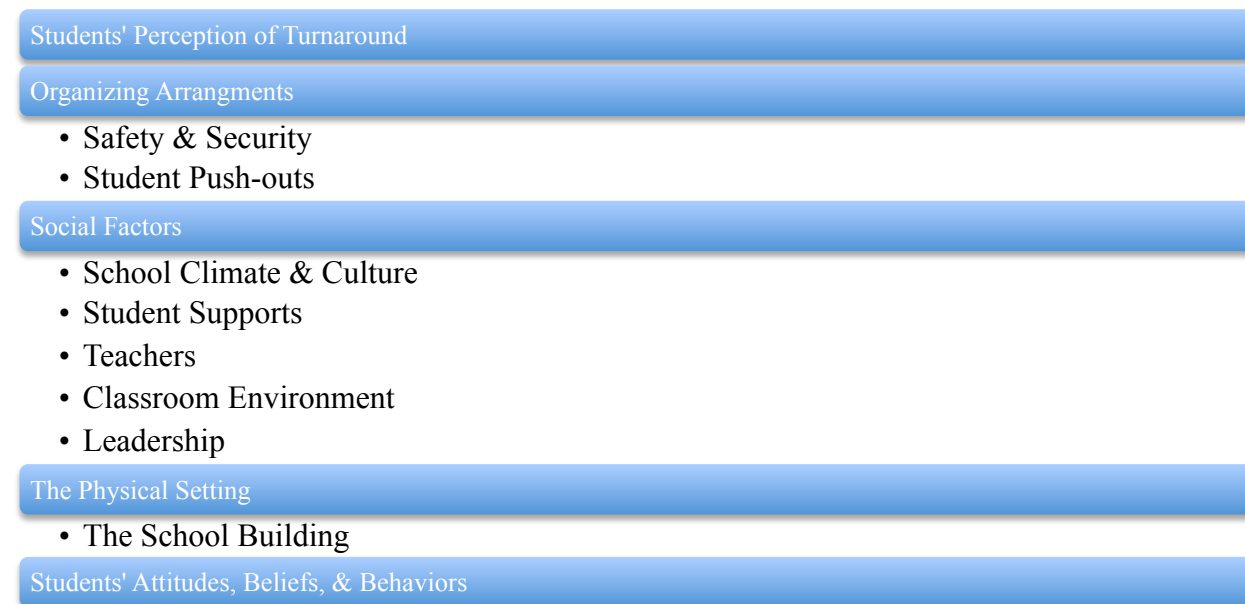 Students' Perception of Turnaround
Organizing Arrangments
• Safety & Security
• Student Push-outs
Social Factors
• School Climate & Culture
• Student Supports
• Teachers
• Classroom Environment
• Leadership
The Physical Setting
• The School Building
Students' Attitudes, Beliefs, & Behaviors